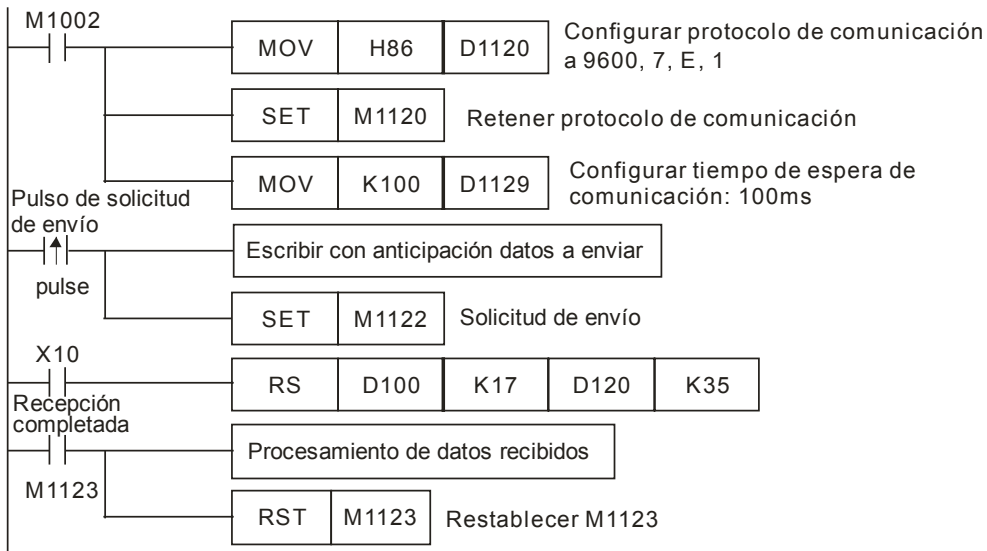 M1002
MOV H86 D1120 Configurar protocolo de comunicación
a 9600, 7, E, 1
SET M1120 Retener protocolo de comunicación
MOV K100 D1129 Configurar tiempo de espera de
comunicación: 100ms
Pulso de solicitud
de envío
Escribir con anticipación datos a enviar
pulse
SET M1122 Solicitud de envío
X10
RS D100 K17 D120 K35
Recepción
completada
Procesamiento de datos recibidos
M1123
RST M1123 Restablecer M1123